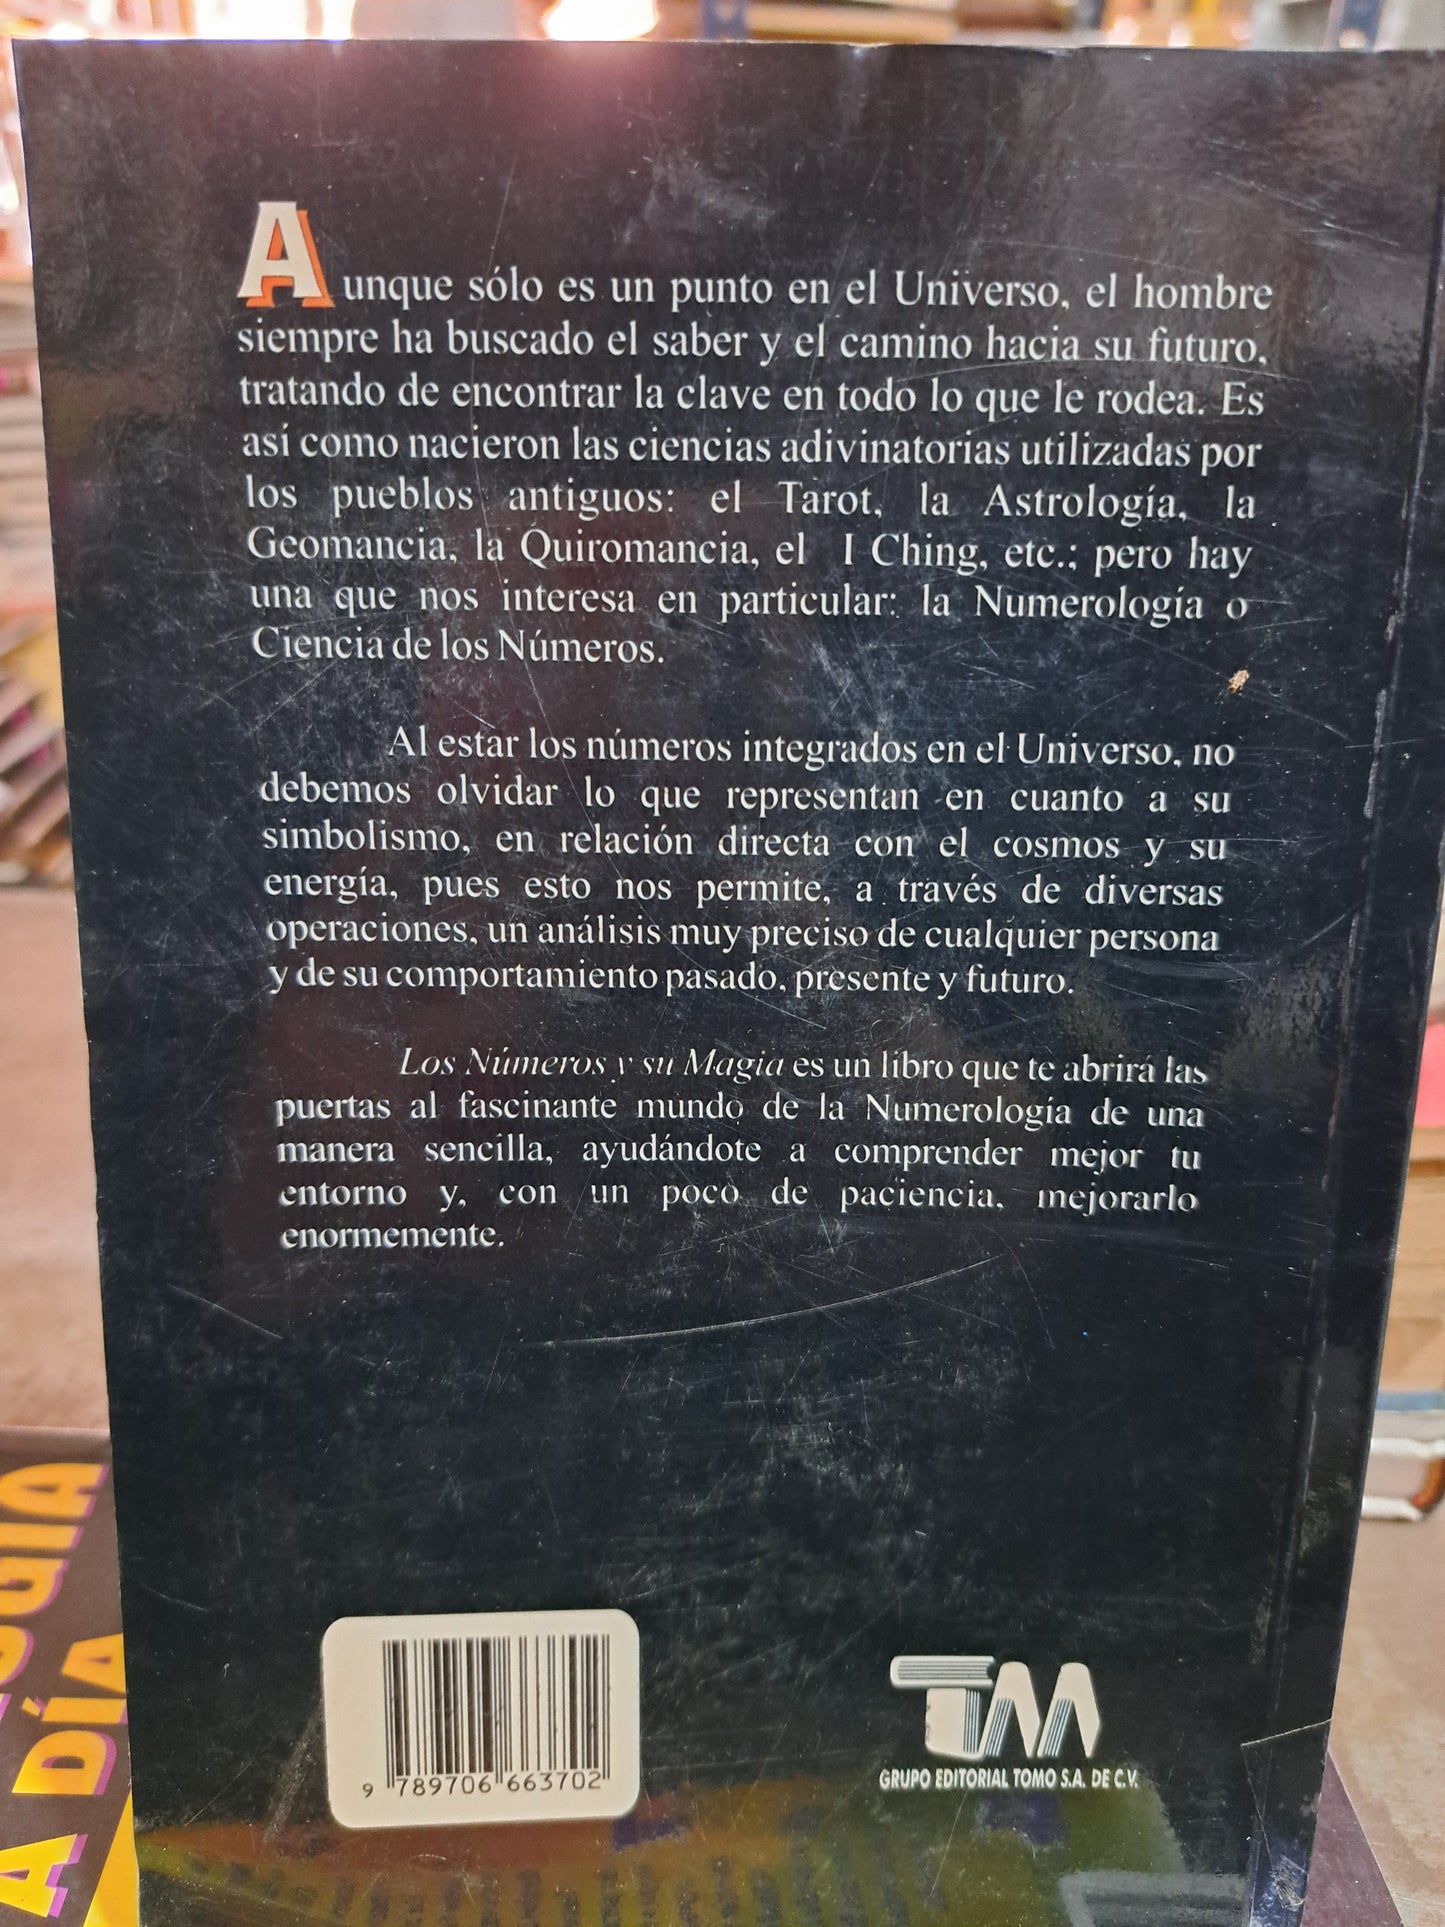 Aunque sólo es un punto en el Universo, el hombre
siempre ha buscado el saber y el camino hacia su futuro,
tratando de encontrar la clave en todo lo que le rodea. Es
así como nacieron las ciencias adivinatorias utilizadas por
los pueblos antiguos: el Tarot, la Astrología, la
Geomancia, la Quiromancia, el I Ching, etc.; pero hay
una que nos interesa en particular: la Numerología o
Ciencia de los Números.
Al estar los números integrados en el Universo, no
debemos olvidar lo que representan en cuanto a su
simbolismo, en relación directa con el cosmos y su
energía, pues esto nos permite, a través de diversas
operaciones, un análisis muy preciso de cualquier persona
y de su comportamiento pasado, presente y futuro.
Los Números y su Magia es un libro que te abrirá las
puertas al fascinante mundo de la Numerología de una
manera sencilla, ayudándote a comprender mejor tu
entorno y, con un poco de paciencia, mejorarlo
enormemente.
9 789706 663702
GRUPO EDITORIAL TOMO S.A. DE C.V.
A DÍA